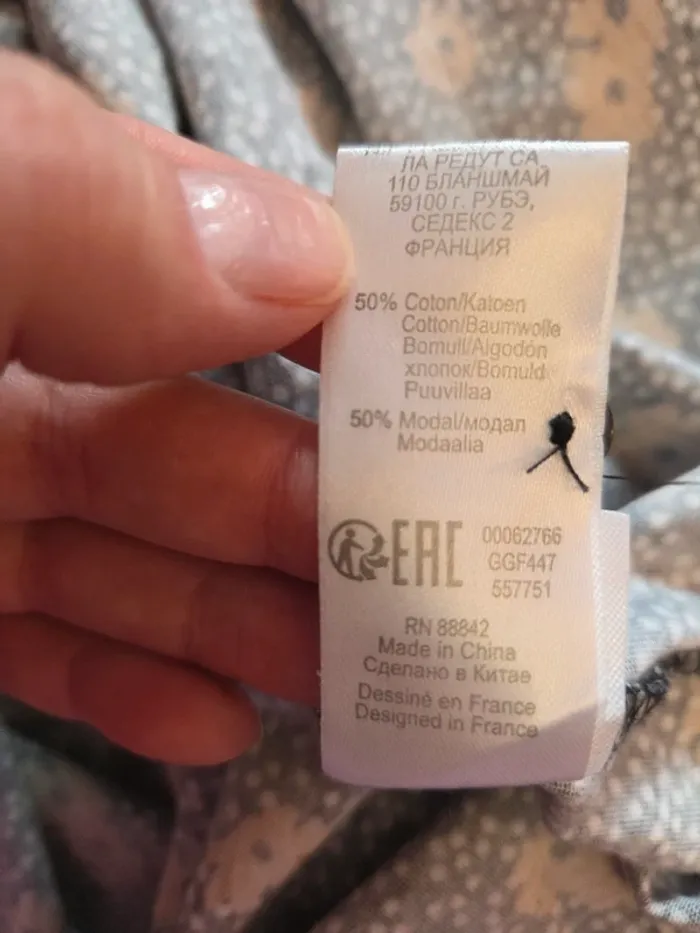 ЛА РЕДУТ СА
110 БЛАНШМАЙ
59100 г. РУБЭ,
СЕДЕКС 2
ФРАНЦИЯ
50% Coton/Katoen
Cotton/Baumwolle
Bomull/Algodón
хлопок/Bomuld
Puuvillaa
50% Modal/модал
Modaalia
EAC 00062766
GGF447
557751
RN 88842
Made in China
Сделано в Китае
Dessiné en France
Designed in France